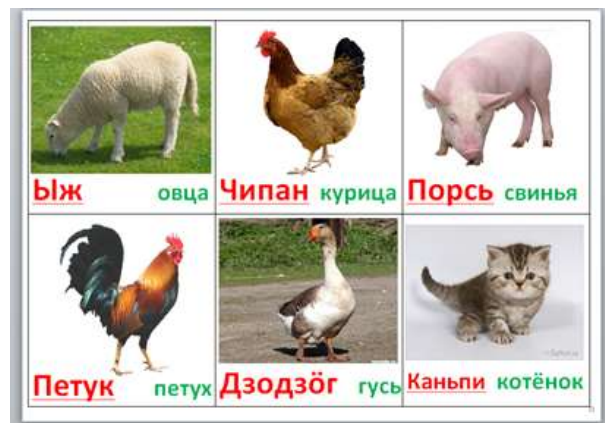 Ыж овца
Чипан курица
Порсь свинья
Петук петух
Дзодзӧг гусь
Каньпи котёнок